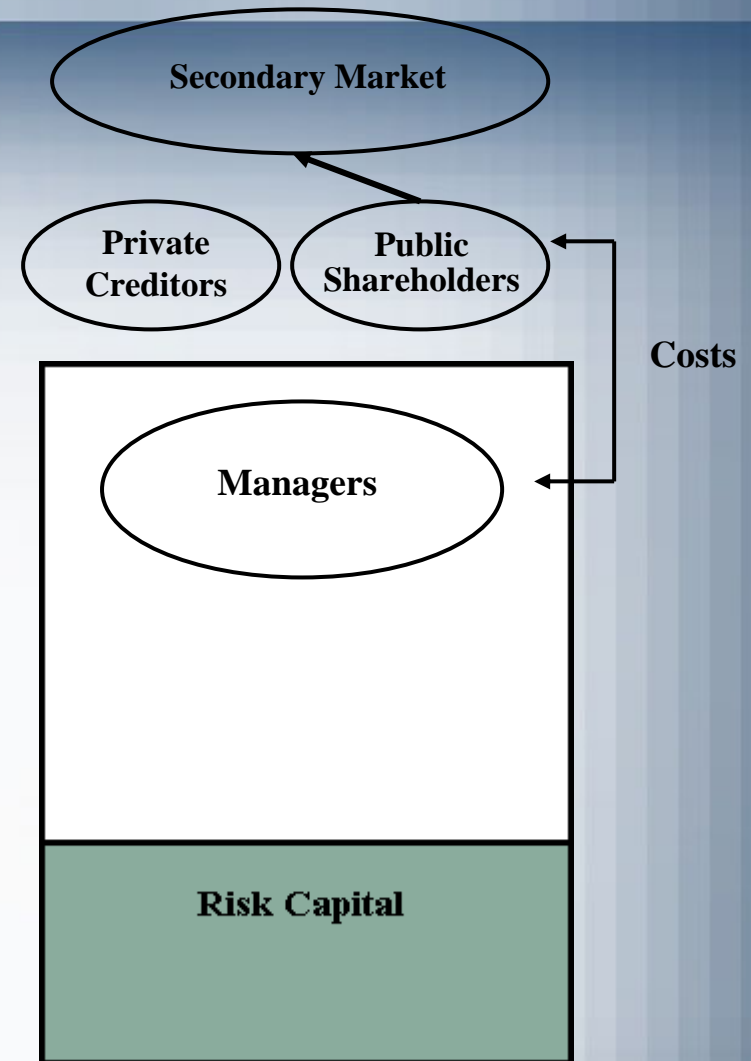 Secondary Market
Private
Creditors
Public
Shareholders
Costs
Managers
Risk Capital